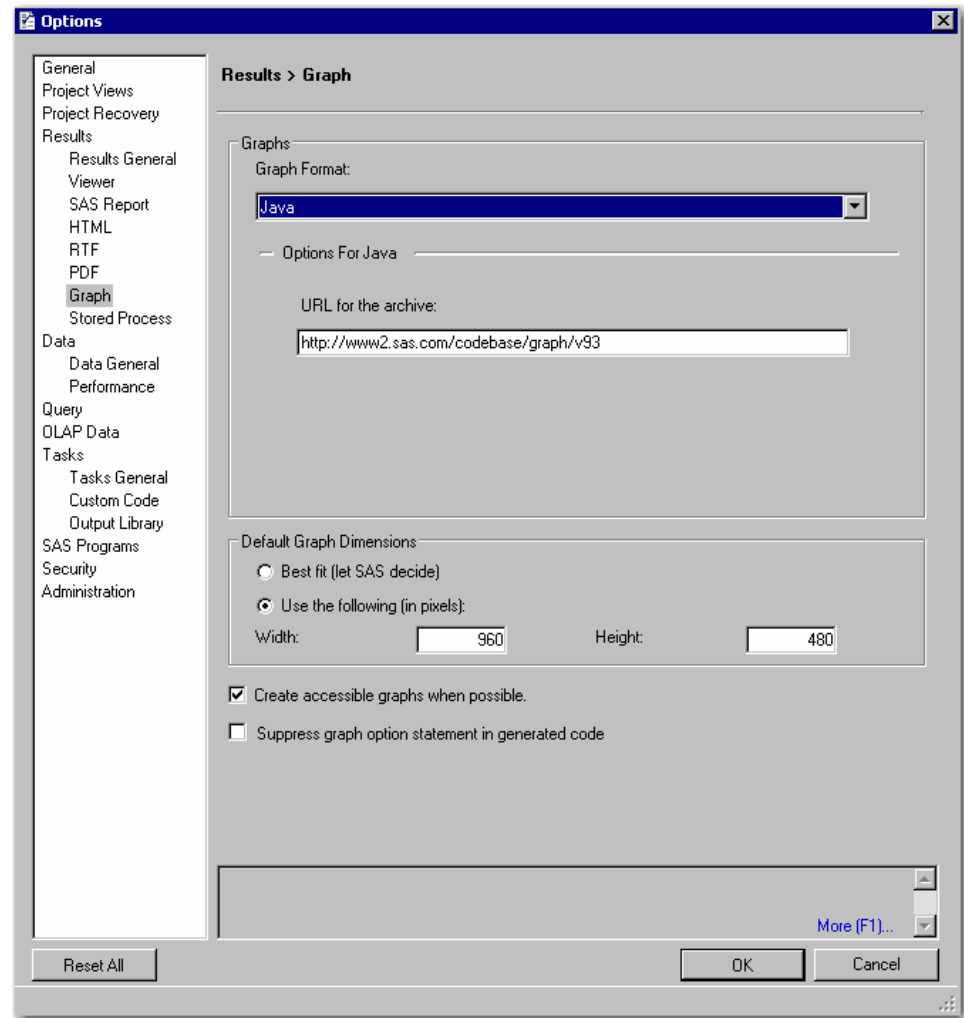 Options
General
Project Views
Project Recovery
Results
Results General
Viewer
SAS Report
HTML
RTF
PDF
Graph
Stored Process
Data
Data General
Performance
Query
OLAP Data
Tasks
Tasks General
Custom Code
Output Library
SAS Programs
Security
Administration
Results > Graph
Graphs
Graph Format:
Java
Options For Java
URL for the archive:
http://www2.sas.com/codebase/graph/v93
Default Graph Dimensions
Best fit (let SAS decide)
Use the following (in pixels):
Width: 960 Height: 480
Create accessible graphs when possible.
Suppress graph option statement in generated code
More (F1)...
Reset All OK Cancel